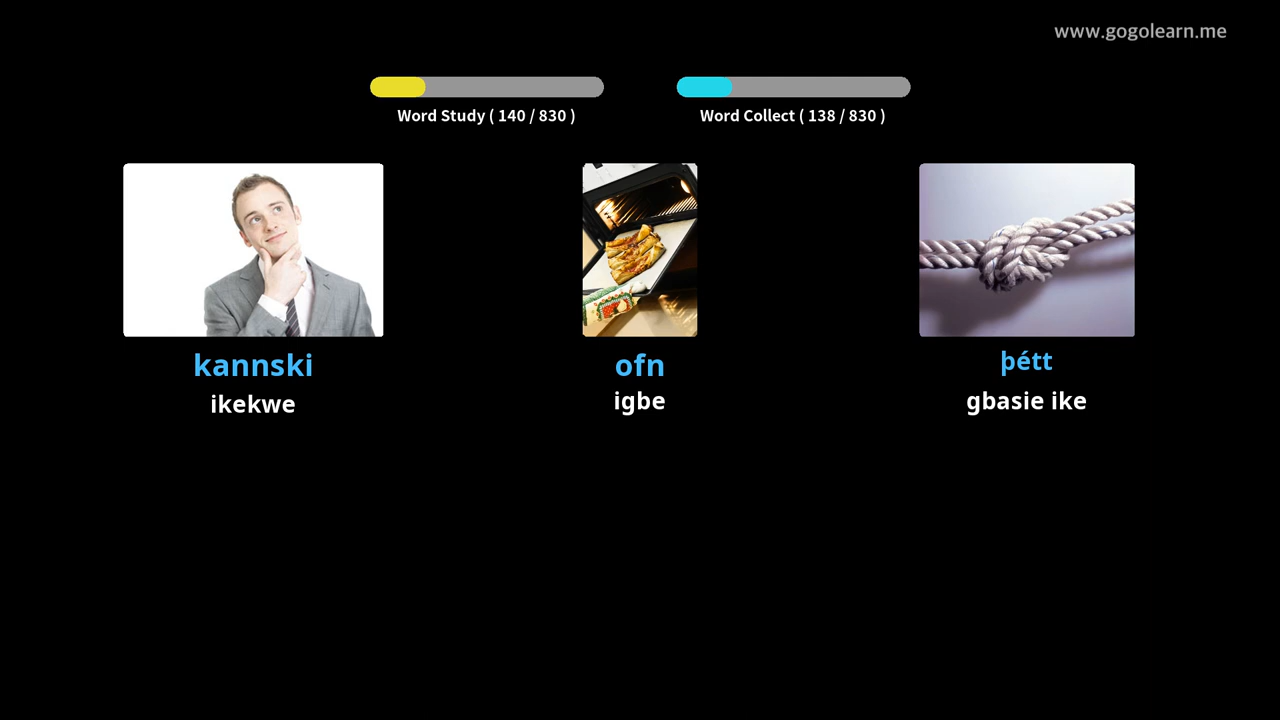 www.gogolearn.me
Word Study ( 140 / 830 )
Word Collect ( 138 / 830 )
kannski
ikekwe
ofn
igbe
þétt
gbasie ike